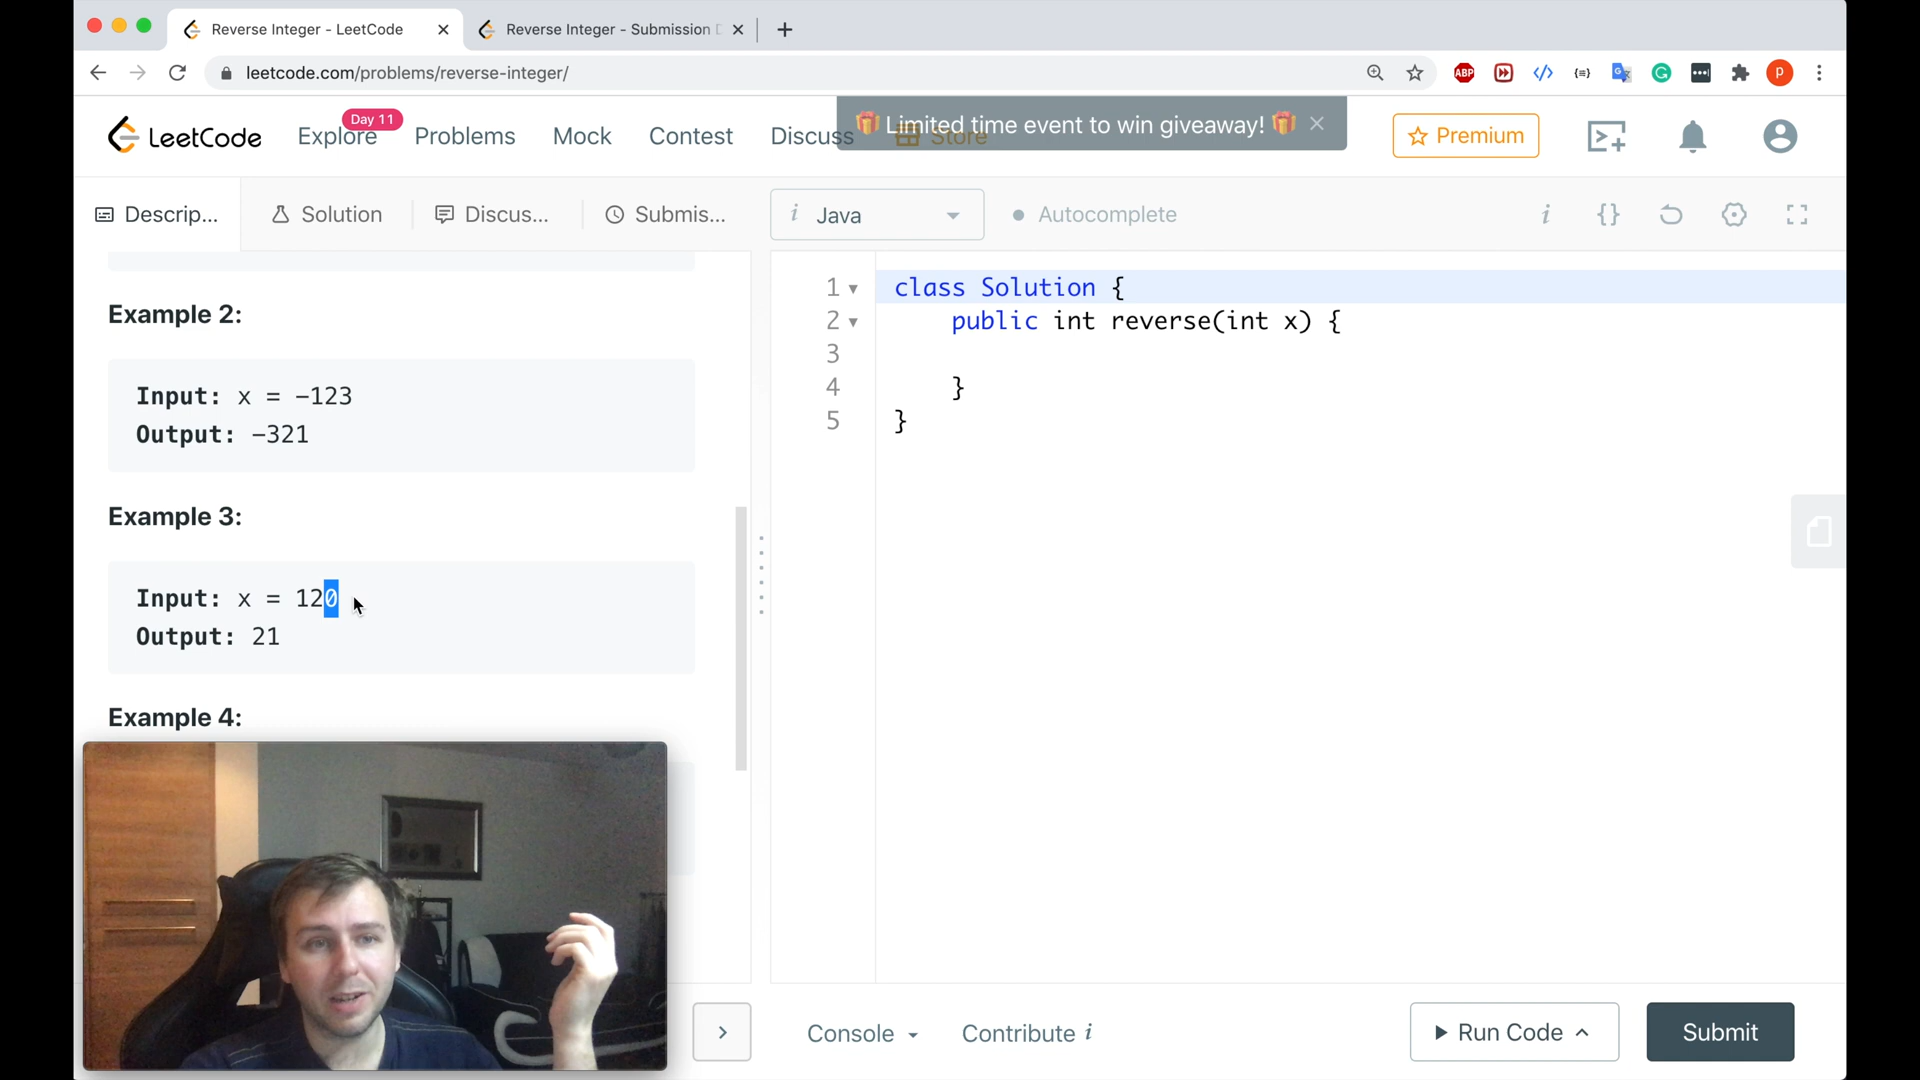 Reverse Integer - LeetCode
Reverse Integer - Submission D
leetcode.com/problems/reverse-integer/
ABP
P
LeetCode
Explore
Day 11
Problems
Mock
Contest
Discuss
Store
🎁 Limited time event to win giveaway! 🎁
Premium
Descrip...
Solution
Discus...
Submis...
i Java
Autocomplete
i {}
Example 2:
Input: x = -123
Output: -321
Example 3:
Input: x = 120
Output: 21
Example 4:
1 class Solution {
2 public int reverse(int x) {
3
4 }
5 }
Console
Contribute i
Run Code
Submit